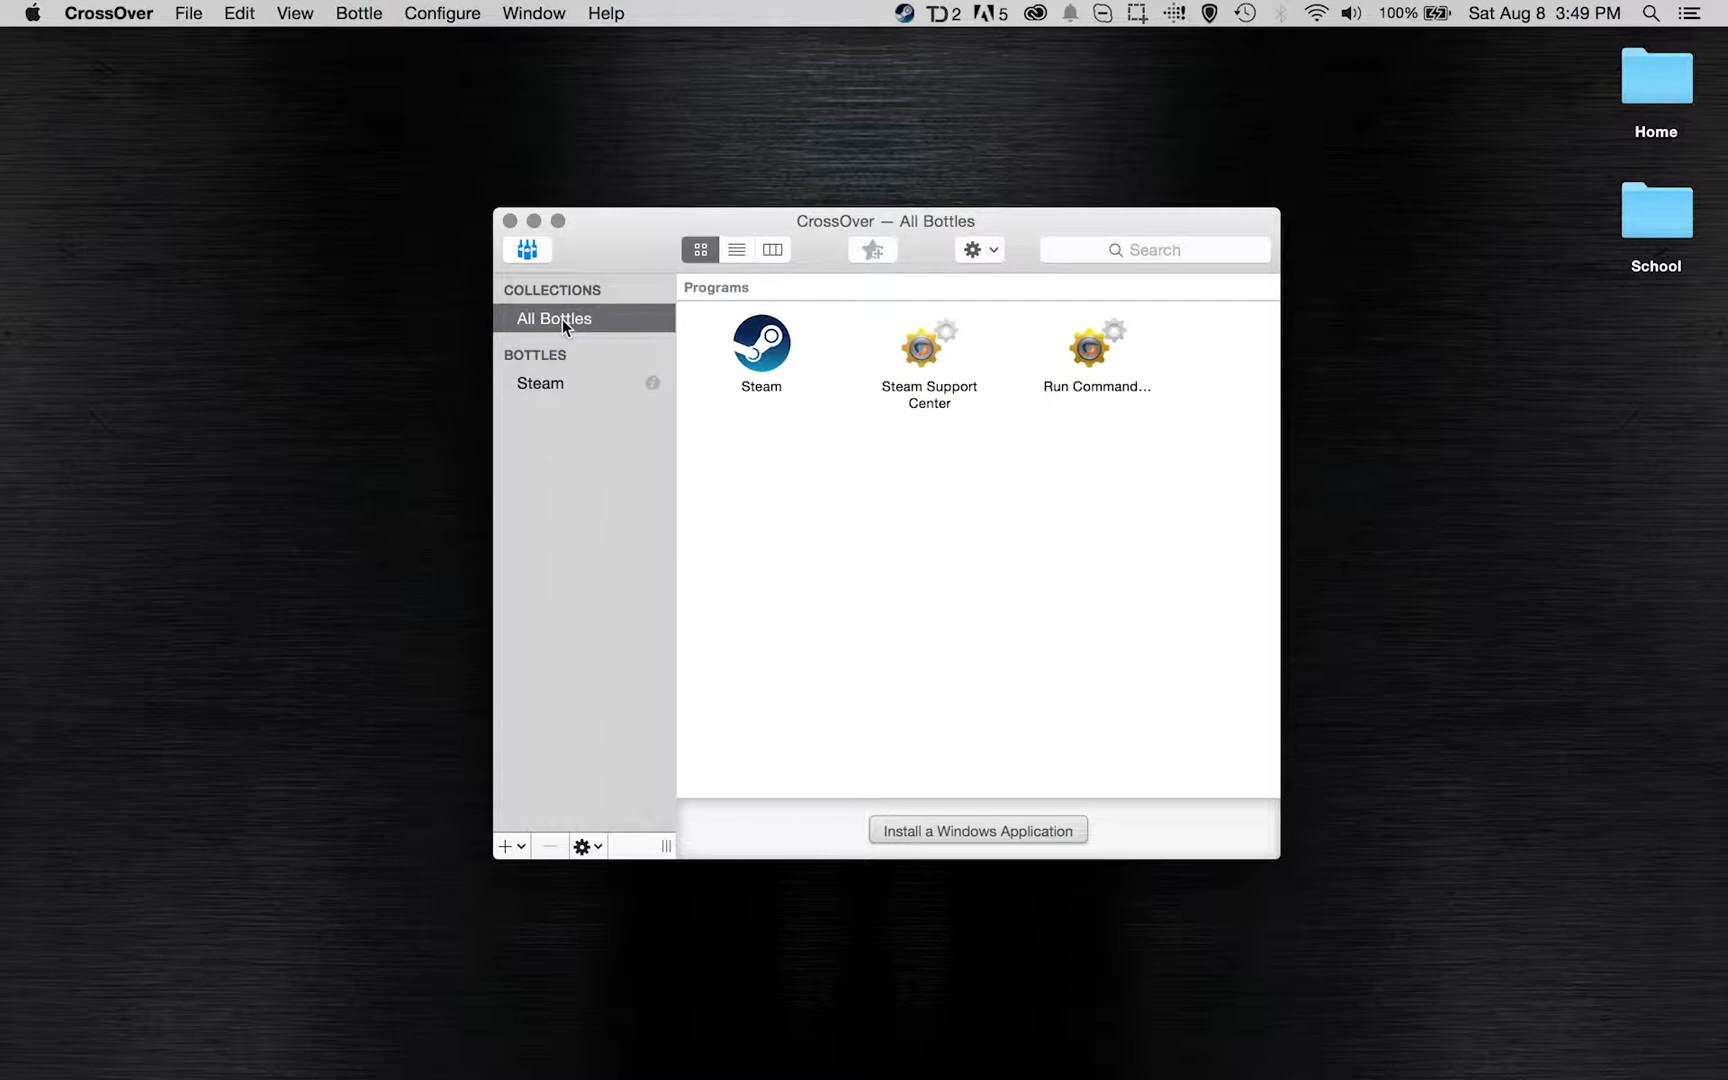 CrossOver File Edit View Bottle Configure Window Help 2 5 100% Sat Aug 8 3:49 PM
Home
School
CrossOver — All Bottles
Search
COLLECTIONS
All Bottles
BOTTLES
Steam
Programs
Steam
Steam Support
Center
Run Command...
Install a Windows Application